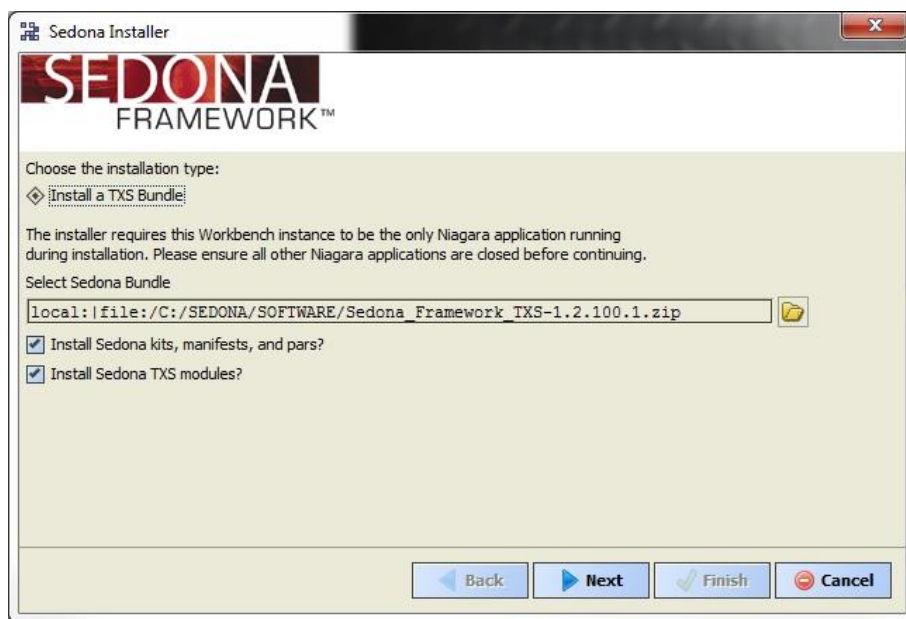 Sedona Installer
SEDONA
FRAMEWORK™
Choose the installation type:
Install a TXS Bundle
The installer requires this Workbench instance to be the only Niagara application running
during installation. Please ensure all other Niagara applications are closed before continuing.
Select Sedona Bundle
local:|file:/C:/SEDONA/SOFTWARE/Sedona_Framework_TXS-1.2.100.1.zip
Install Sedona kits, manifests, and pars?
Install Sedona TXS modules?
Back Next Finish Cancel